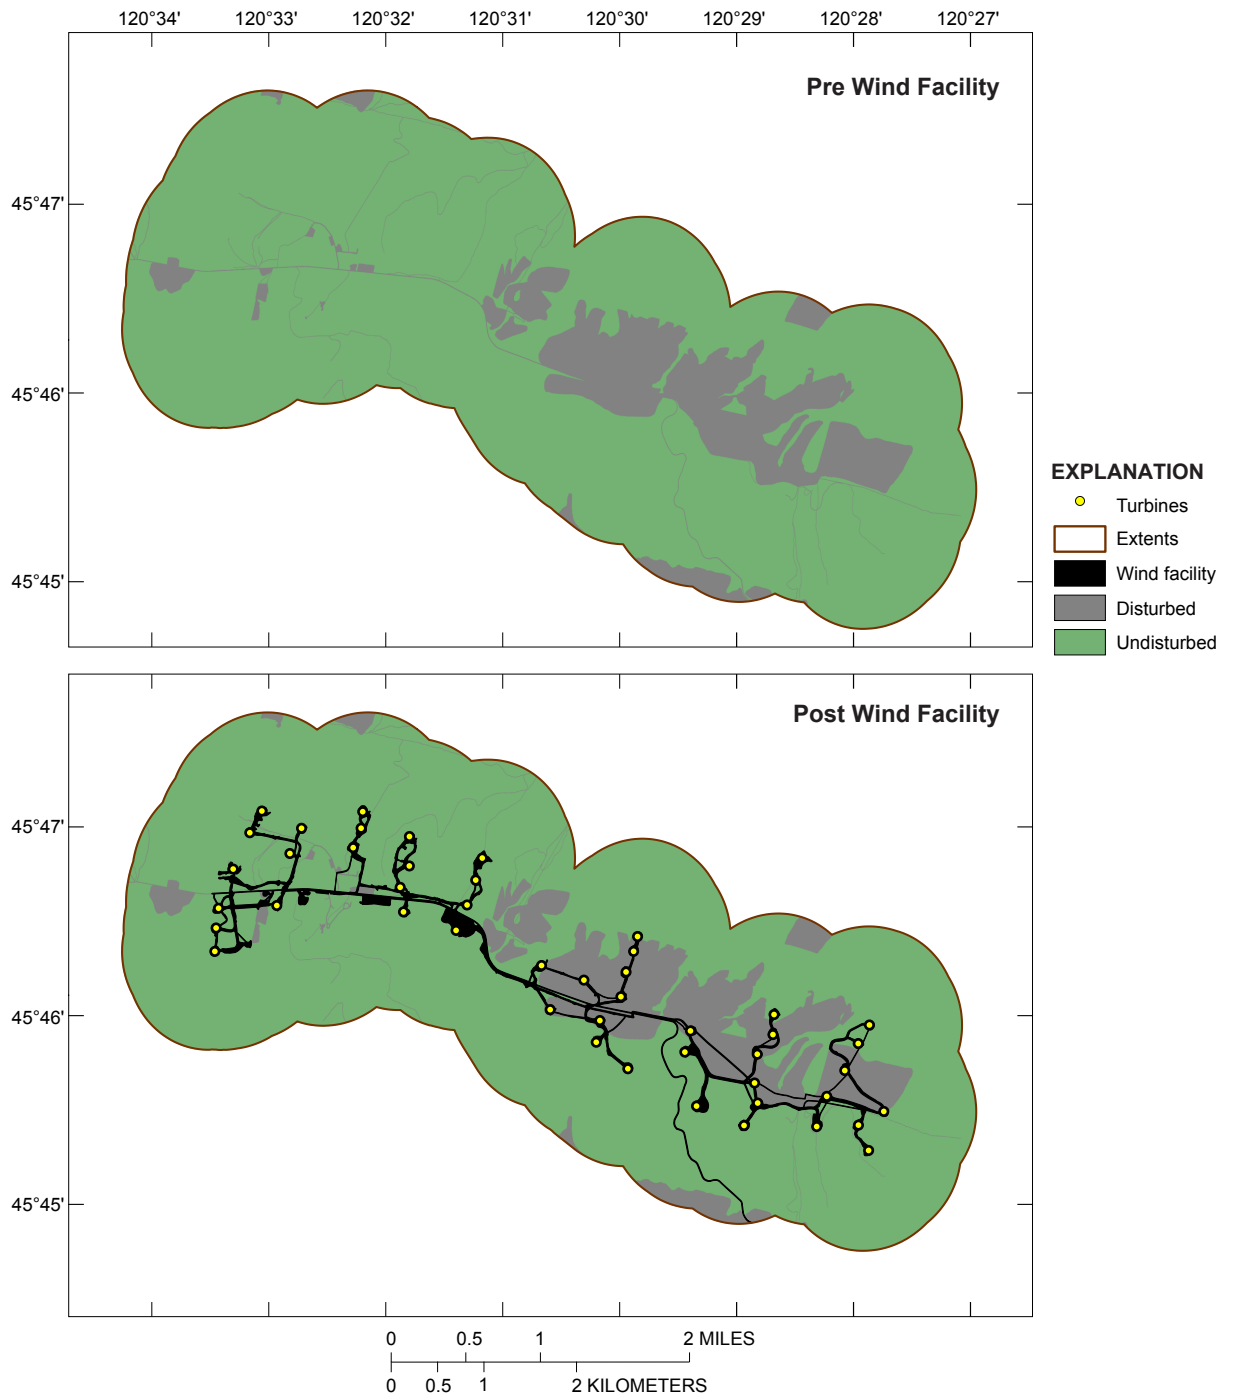 120°34' 120°33' 120°32' 120°31' 120°30' 120°29' 120°28' 120°27'
Pre Wind Facility
45°47'
45°46'
45°45'
EXPLANATION
Turbines
Extents
Wind facility
Disturbed
Undisturbed
Post Wind Facility
45°47'
45°46'
45°45'
0 0.5 1 2 MILES
0 0.5 1 2 KILOMETERS